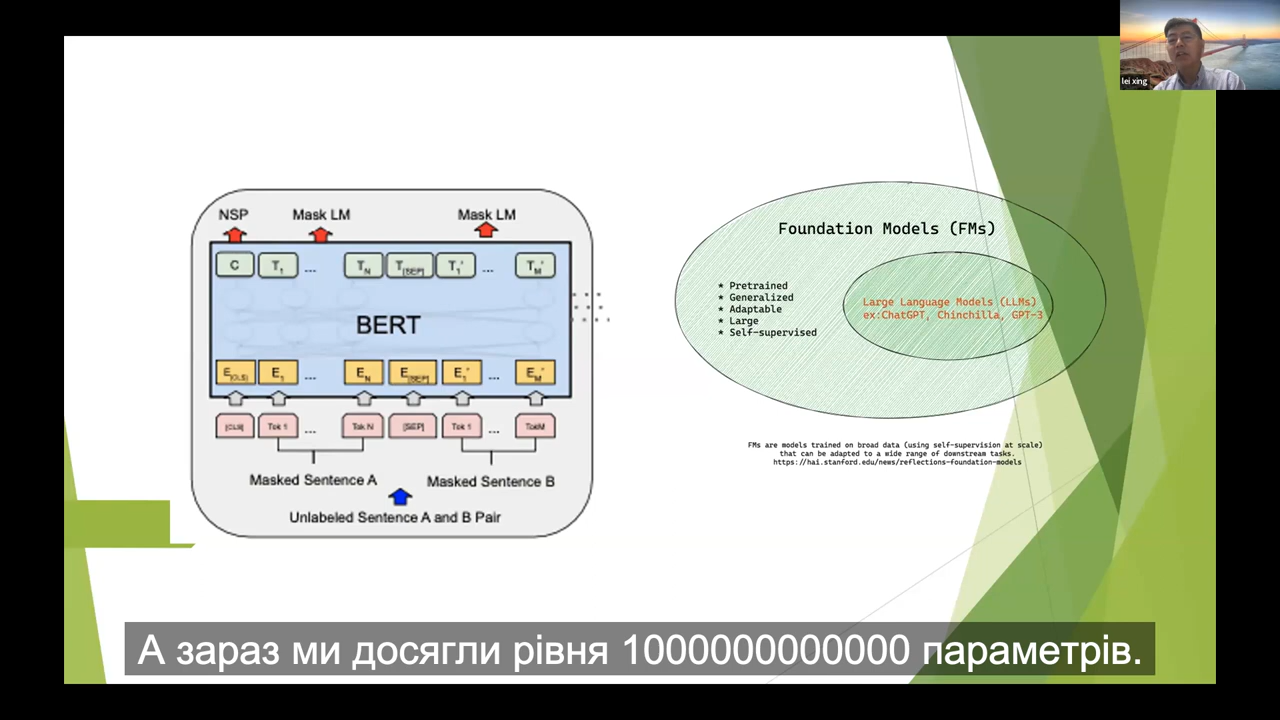 lei xing
NSP Mask LM Mask LM
C T1 ... TN T[SEP] T1' ... TM'
BERT
E[CLS] E1 ... EN E[SEP] E1' ... EM'
[CLS] Tok 1 ... Tok N [SEP] Tok 1 ... TokM
Masked Sentence A Masked Sentence B
Unlabeled Sentence A and B Pair
Foundation Models (FMs)
* Pretrained
* Generalized
* Adaptable
* Large
* Self-supervised
Large Language Models (LLMs)
ex:ChatGPT, Chinchilla, GPT-3
FMs are models trained on broad data (using self-supervision at scale)
that can be adapted to a wide range of downstream tasks.
https://hai.stanford.edu/news/reflections-foundation-models
А зараз ми досягли рівня 1000000000000 параметрів.